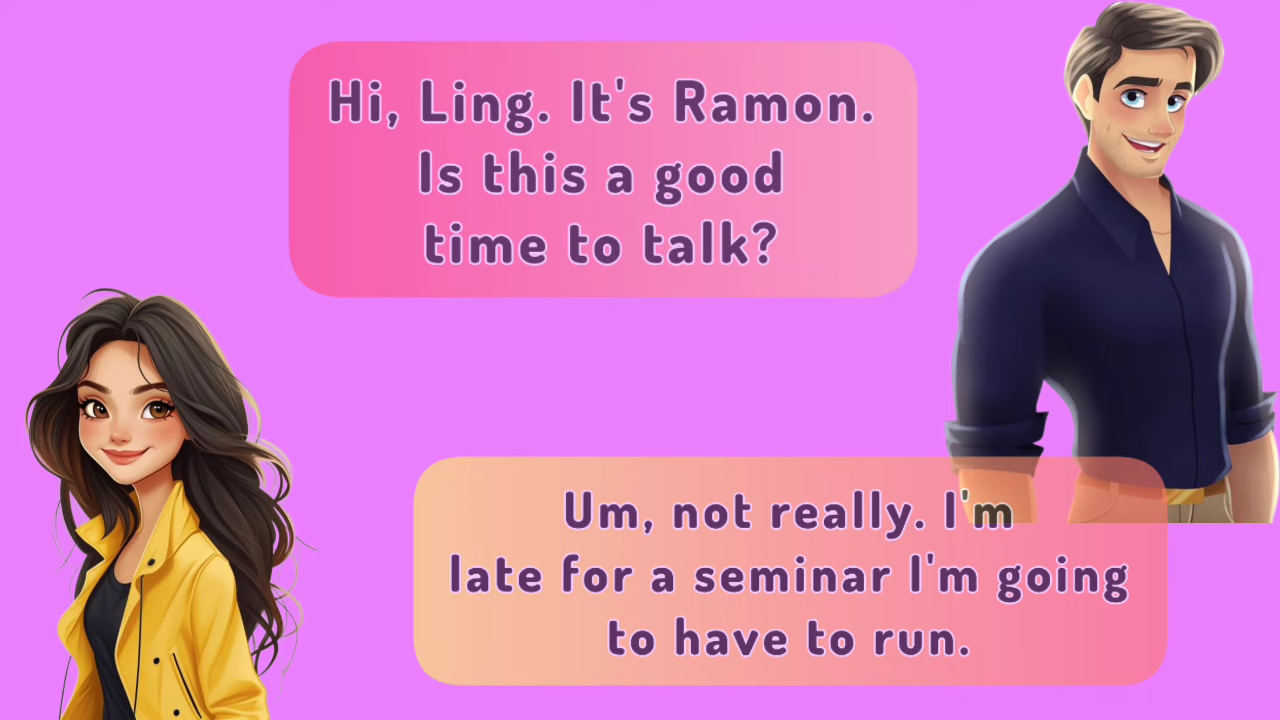 Hi, Ling. It's Ramon.
Is this a good
time to talk?
Um, not really. I'm
late for a seminar I'm going
to have to run.